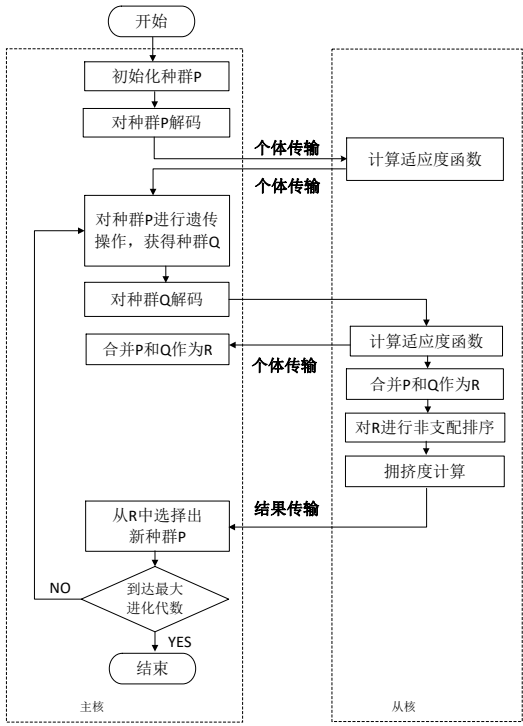 开始
初始化种群P
对种群P解码
个体传输
计算适应度函数
个体传输
对种群P进行遗传
操作，获得种群Q
对种群Q解码
计算适应度函数
合并P和Q作为R
个体传输
合并P和Q作为R
对R进行非支配排序
拥挤度计算
结果传输
从R中选择出
新种群P
NO
到达最大
进化代数
YES
结束
主核
从核